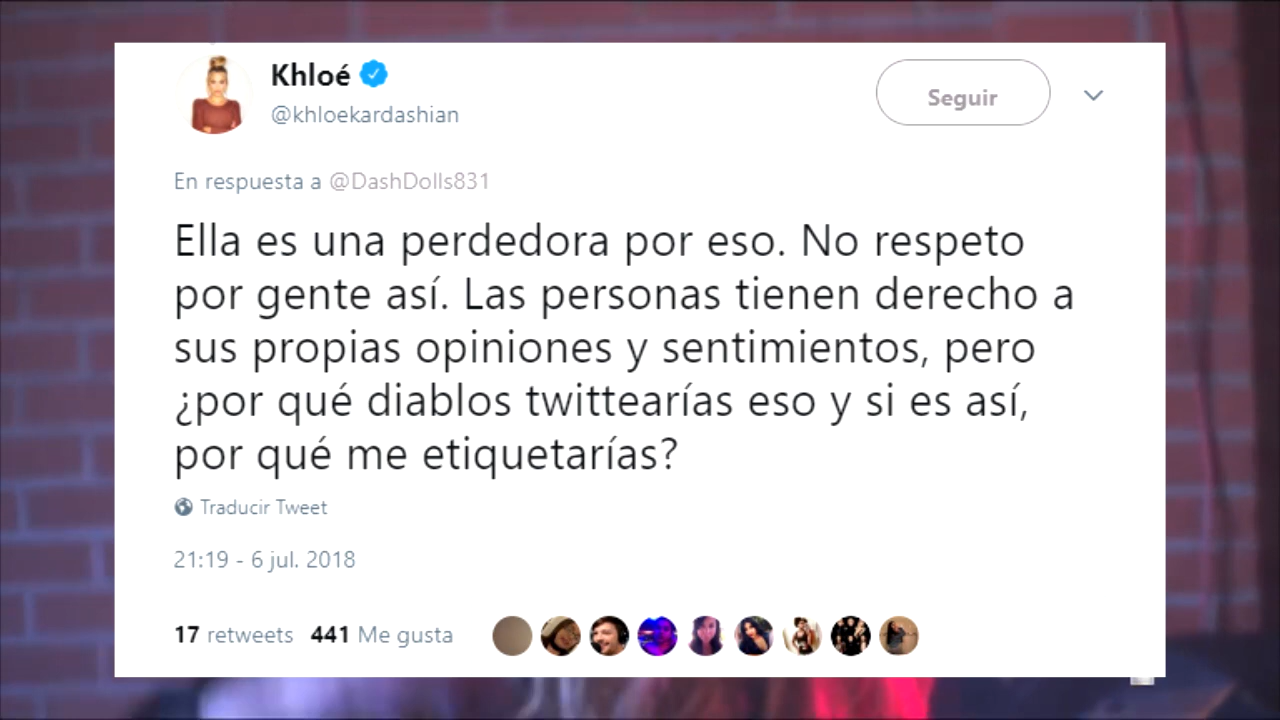 Khloé
@khloekardashian
Seguir
En respuesta a @DashDolls831
Ella es una perdedora por eso. No respeto
por gente así. Las personas tienen derecho a
sus propias opiniones y sentimientos, pero
¿por qué diablos twittearías eso y si es así,
por qué me etiquetarías?
Traducir Tweet
21:19 - 6 jul. 2018
17 retweets 441 Me gusta